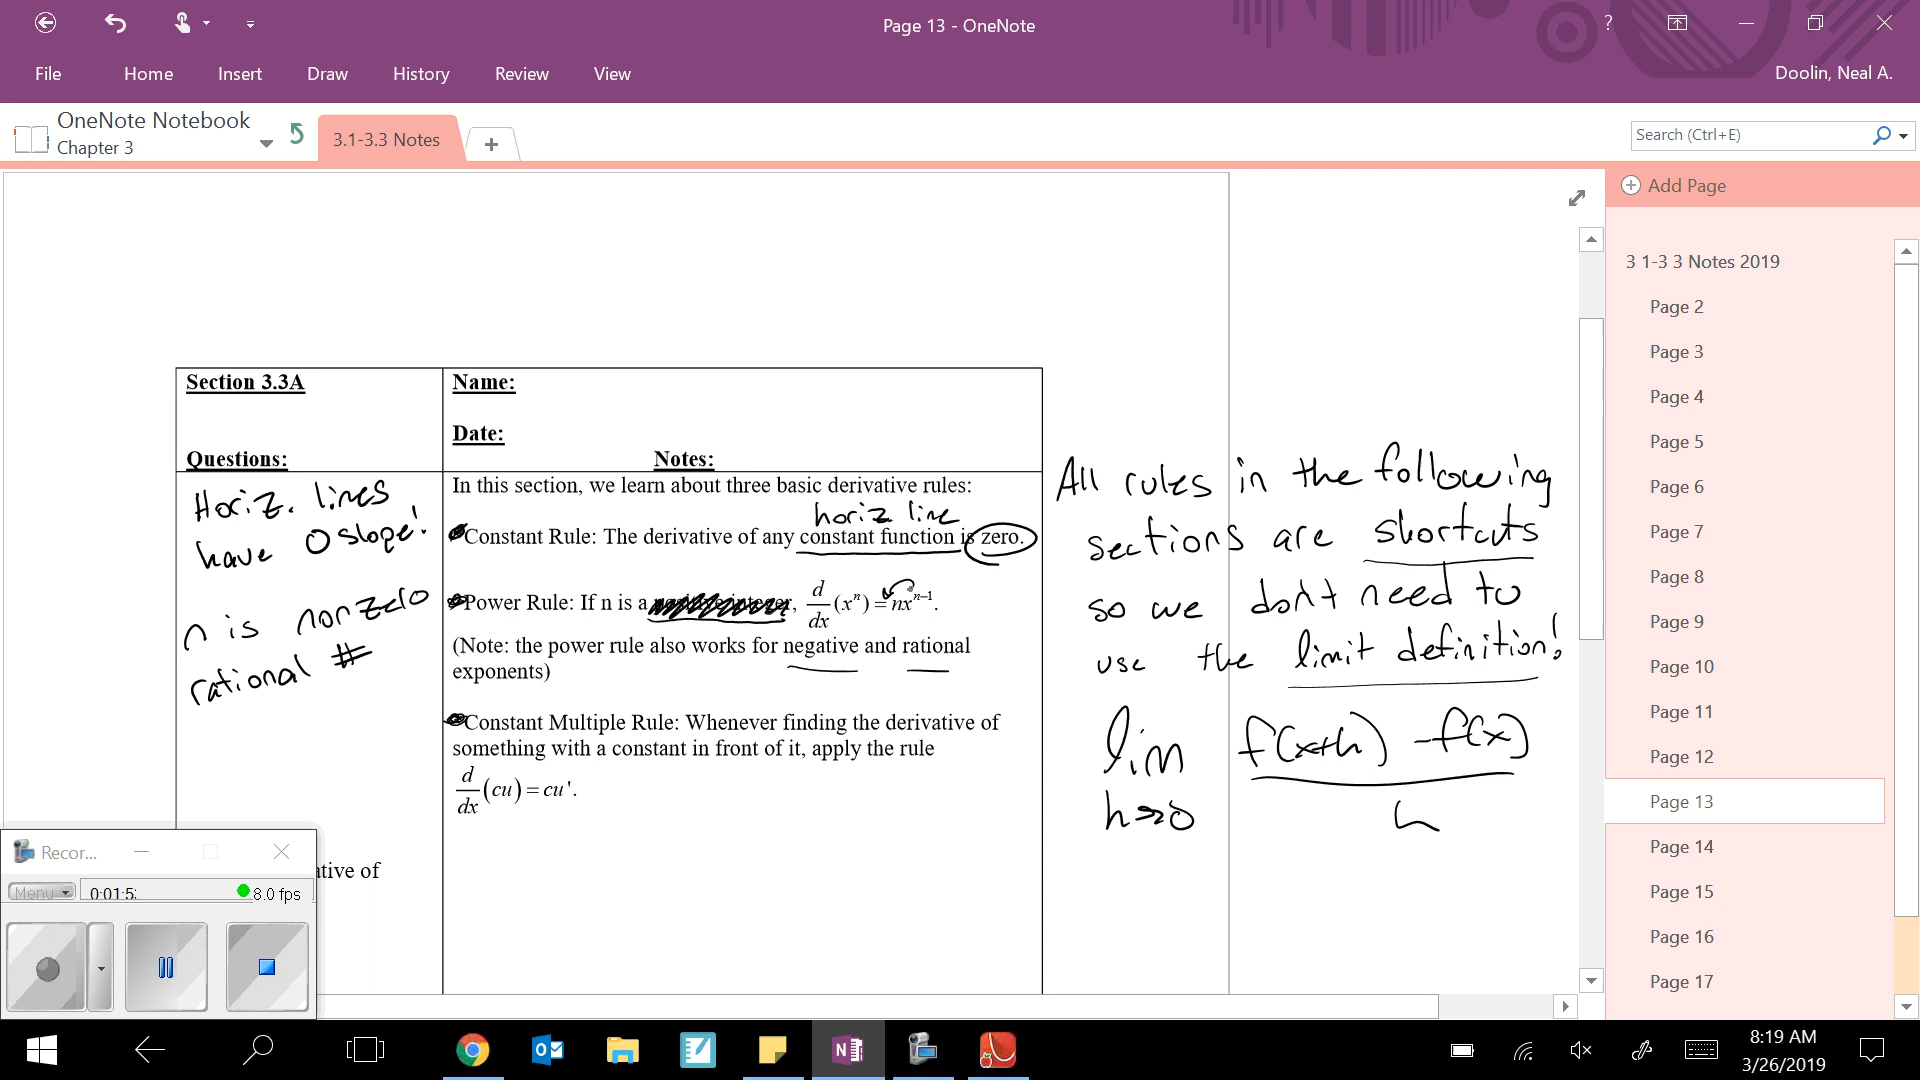 Page 13 - OneNote
?
File Home Insert Draw History Review View
Doolin, Neal A.
OneNote Notebook
Chapter 3
3.1-3.3 Notes
+
Search (Ctrl+E)
Add Page
3 1-3 3 Notes 2019
Page 2
Page 3
Page 4
Page 5
Page 6
Page 7
Page 8
Page 9
Page 10
Page 11
Page 12
Page 13
Page 14
Page 15
Page 16
Page 17
Section 3.3A
Questions:
Horiz. lines
have 0 slope!
n is nonzero
rational #
ative of
Name:
Date:
Notes:
In this section, we learn about three basic derivative rules:
horiz line
Constant Rule: The derivative of any constant function is zero.
Power Rule: If n is a positive integer, d/dx (xⁿ) = nxⁿ⁻¹.
(Note: the power rule also works for negative and rational
exponents)
Constant Multiple Rule: Whenever finding the derivative of
something with a constant in front of it, apply the rule
d/dx (cu) = cu'.
All rules in the following
sections are shortcuts
so we don't need to
use the limit definition!
lim f(x+h) - f(x)
h→0 h
Recor...
Menu 0:01:5 8.0 fps
8:19 AM
3/26/2019